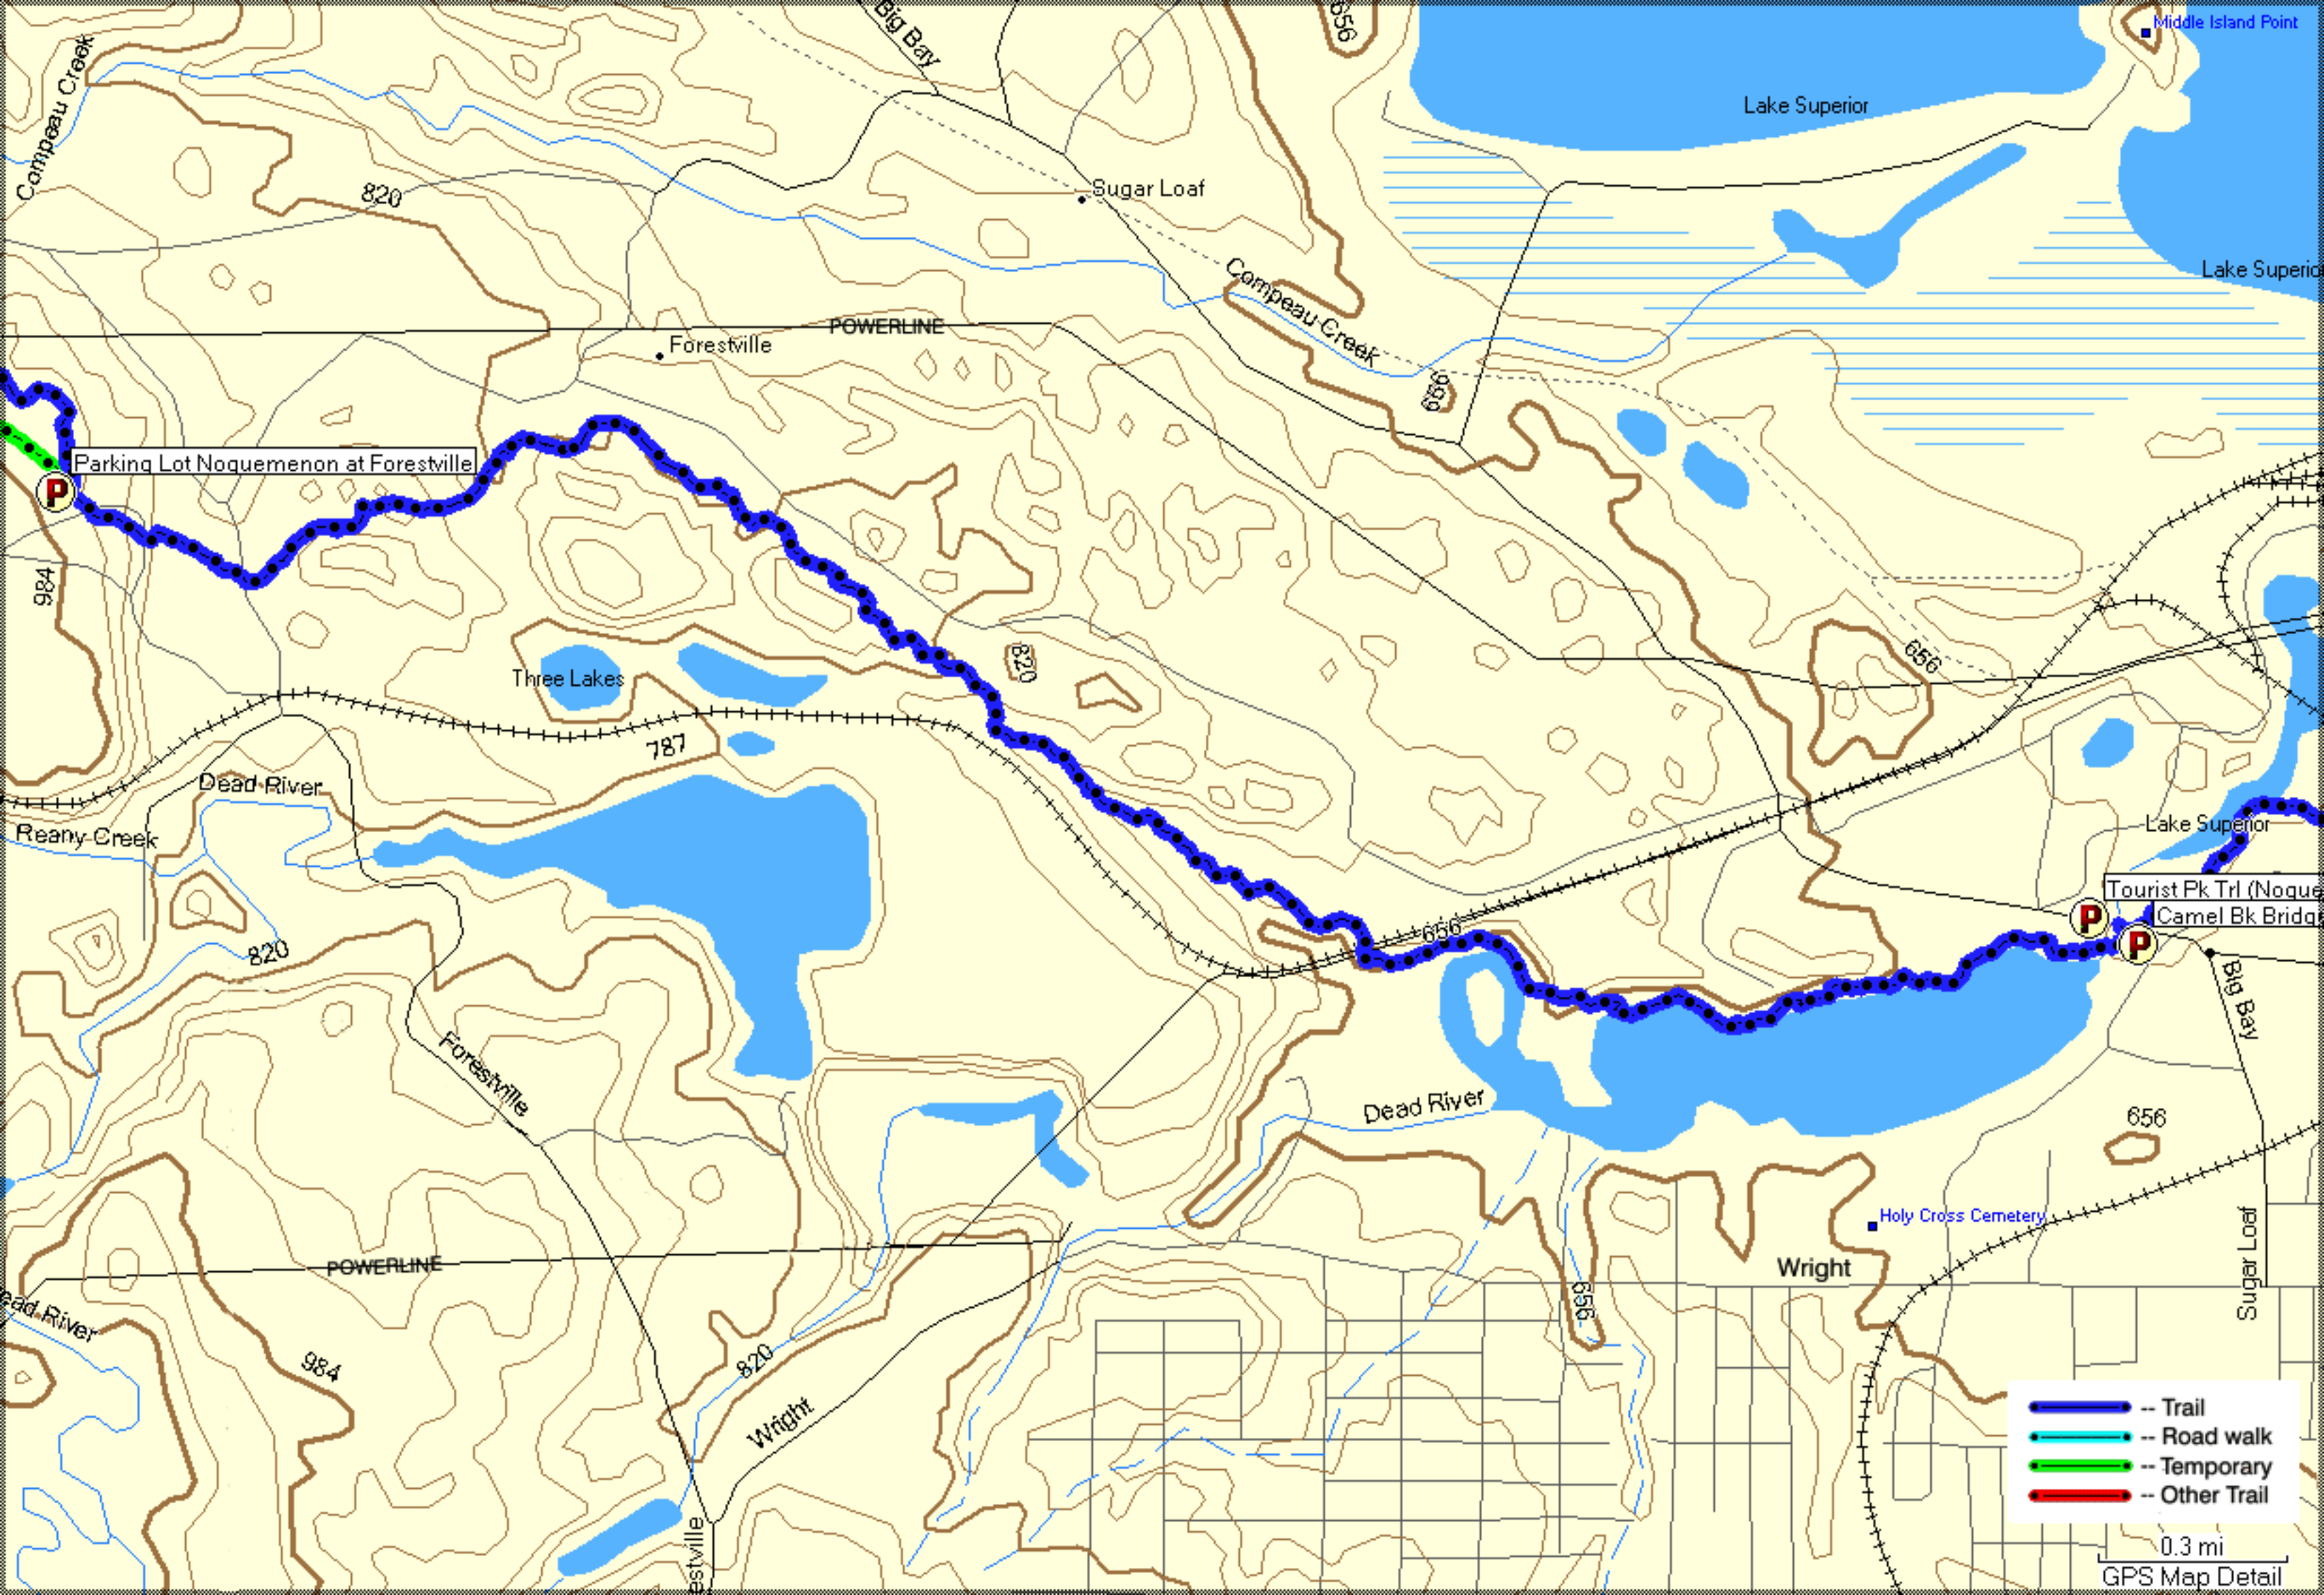 Big Bay
656
Middle Island Point
Compeau Creek
Lake Superior
820
Sugar Loaf
Lake Superio
Compeau Creek
POWERLINE
Forestville
656
Parking Lot Noquemenon at Forestville
P
984
656
820
Three Lakes
787
Dead River
Reany Creek
Lake Superior
Tourist Pk Trl (Noque
P
Camel Bk Bridg
P
656
820
Big Bay
Forestville
Dead River
656
Holy Cross Cemetery
Wright
POWERLINE
Sugar Loaf
656
ead River
984
820
Wright
estville
-- Trail
-- Road walk
-- Temporary
-- Other Trail
0.3 mi
GPS Map Detail